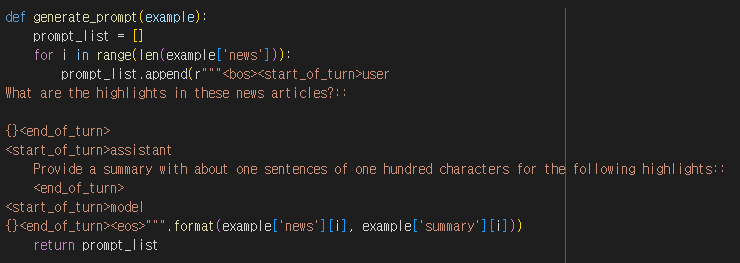 def generate_prompt(example):
    prompt_list = []
    for i in range(len(example['news'])):
        prompt_list.append(r"""<bos><start_of_turn>user
What are the highlights in these news articles?::

{}<end_of_turn>
<start_of_turn>assistant
    Provide a summary with about one sentences of one hundred characters for the following highlights::
    <end_of_turn>
<start_of_turn>model
{}<end_of_turn><eos>""".format(example['news'][i], example['summary'][i]))
    return prompt_list